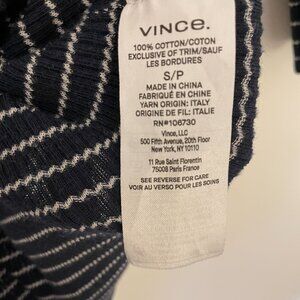 VINCE.
100% COTTON/COTON
EXCLUSIVE OF TRIM/SAUF
LES BORDURES
S/P
MADE IN CHINA
FABRIQUÉ EN CHINE
YARN ORIGIN: ITALY
ORIGINE DE FIL: ITALIE
RN#106730
Vince, LLC
500 Fifth Avenue, 20th Floor
New York, NY 10110
11 Rue Saint Florentin
75008 Paris France
SEE REVERSE FOR CARE
VOIR AU VERSO POUR LES SOINS